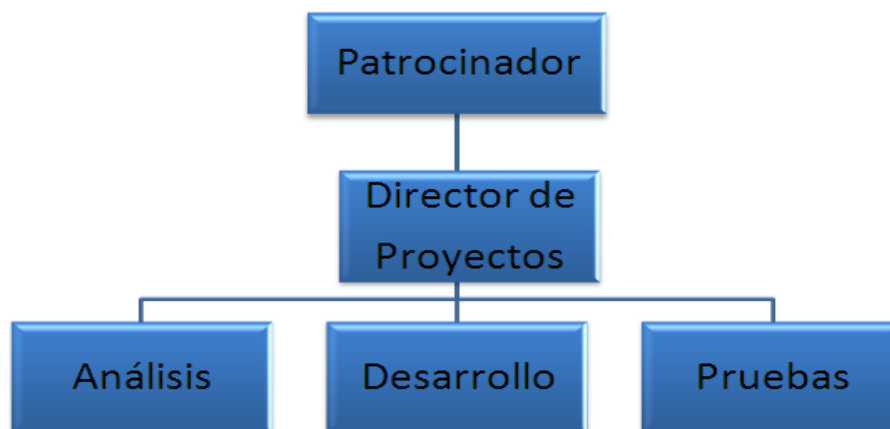 Patrocinador
Director de
Proyectos
Análisis
Desarrollo
Pruebas